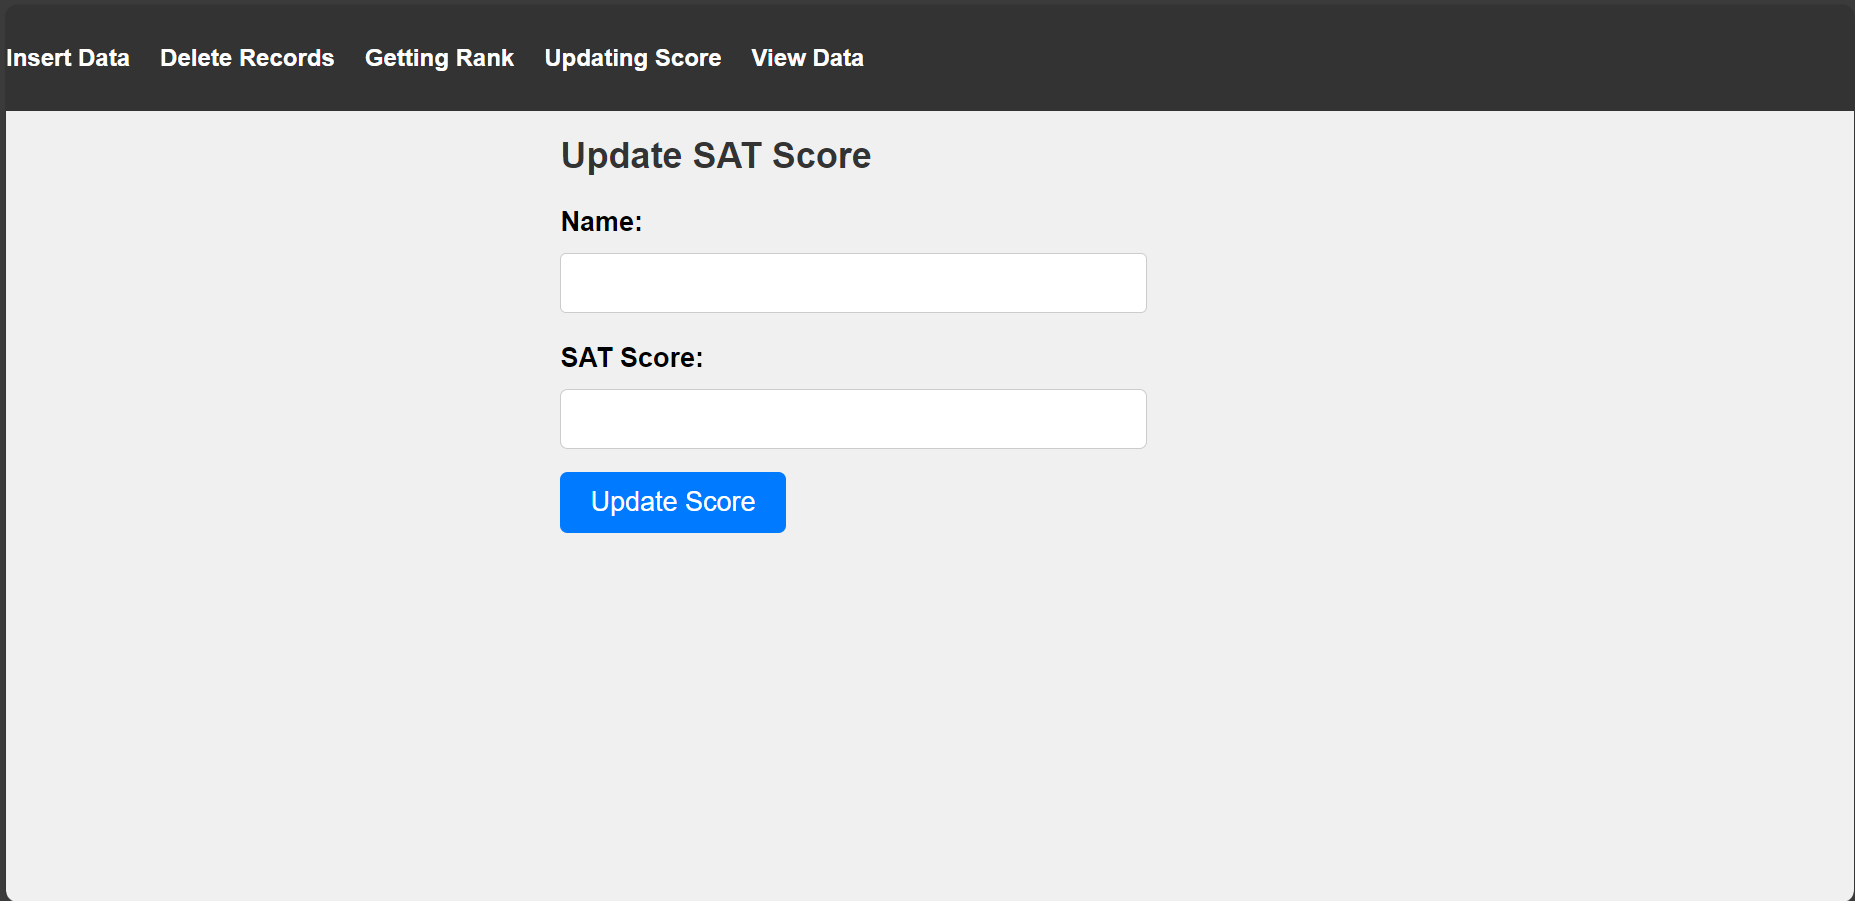 Insert Data Delete Records Getting Rank Updating Score View Data
Update SAT Score
Name:
SAT Score:
Update Score